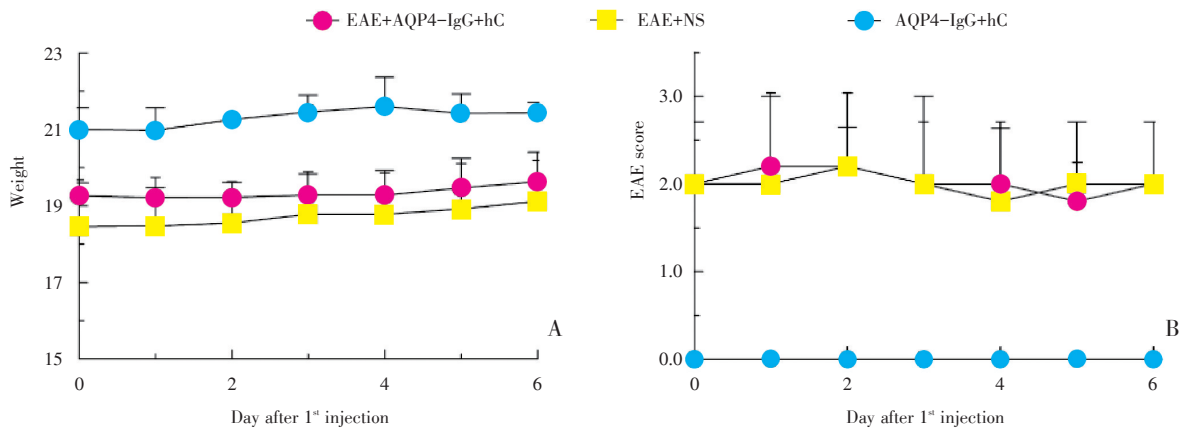 EAE+AQP4-IgG+hC EAE+NS AQP4-IgG+hC
23
21
19
17
15
Weight
0 2 4 6
Day after 1st injection
A
3.0
2.0
1.0
0.0
EAE score
0 2 4 6
Day after 1st injection
B